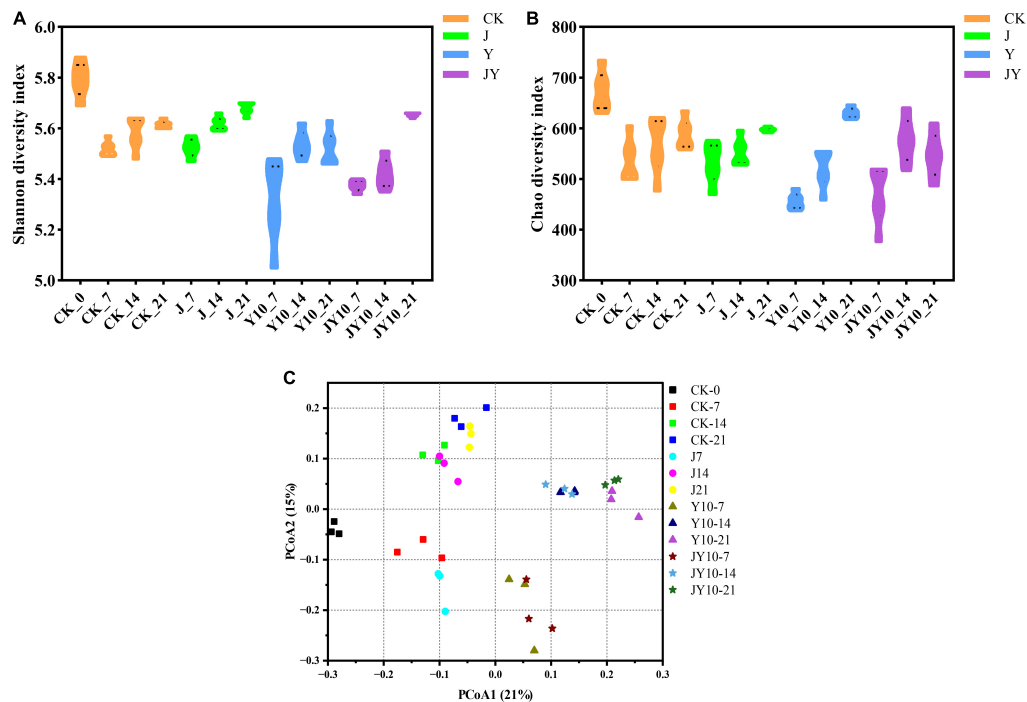 A
Shannon diversity index
6.0
5.8
5.6
5.4
5.2
5.0
CK_0
CK_7
CK_14
CK_21
J_7
J_14
J_21
Y10_7
Y10_14
Y10_21
JY10_7
JY10_14
JY10_21
CK
J
Y
JY
B
Chao diversity index
800
700
600
500
400
300
CK_0
CK_7
CK_14
CK_21
J_7
J_14
J_21
Y10_7
Y10_14
Y10_21
JY10_7
JY10_14
JY10_21
CK
J
Y
JY
C
PCoA2 (15%)
0.2
0.1
0.0
−0.1
−0.2
−0.3
−0.3
−0.2
−0.1
0.0
0.1
0.2
0.3
PCoA1 (21%)
CK-0
CK-7
CK-14
CK-21
J7
J14
J21
Y10-7
Y10-14
Y10-21
JY10-7
JY10-14
JY10-21